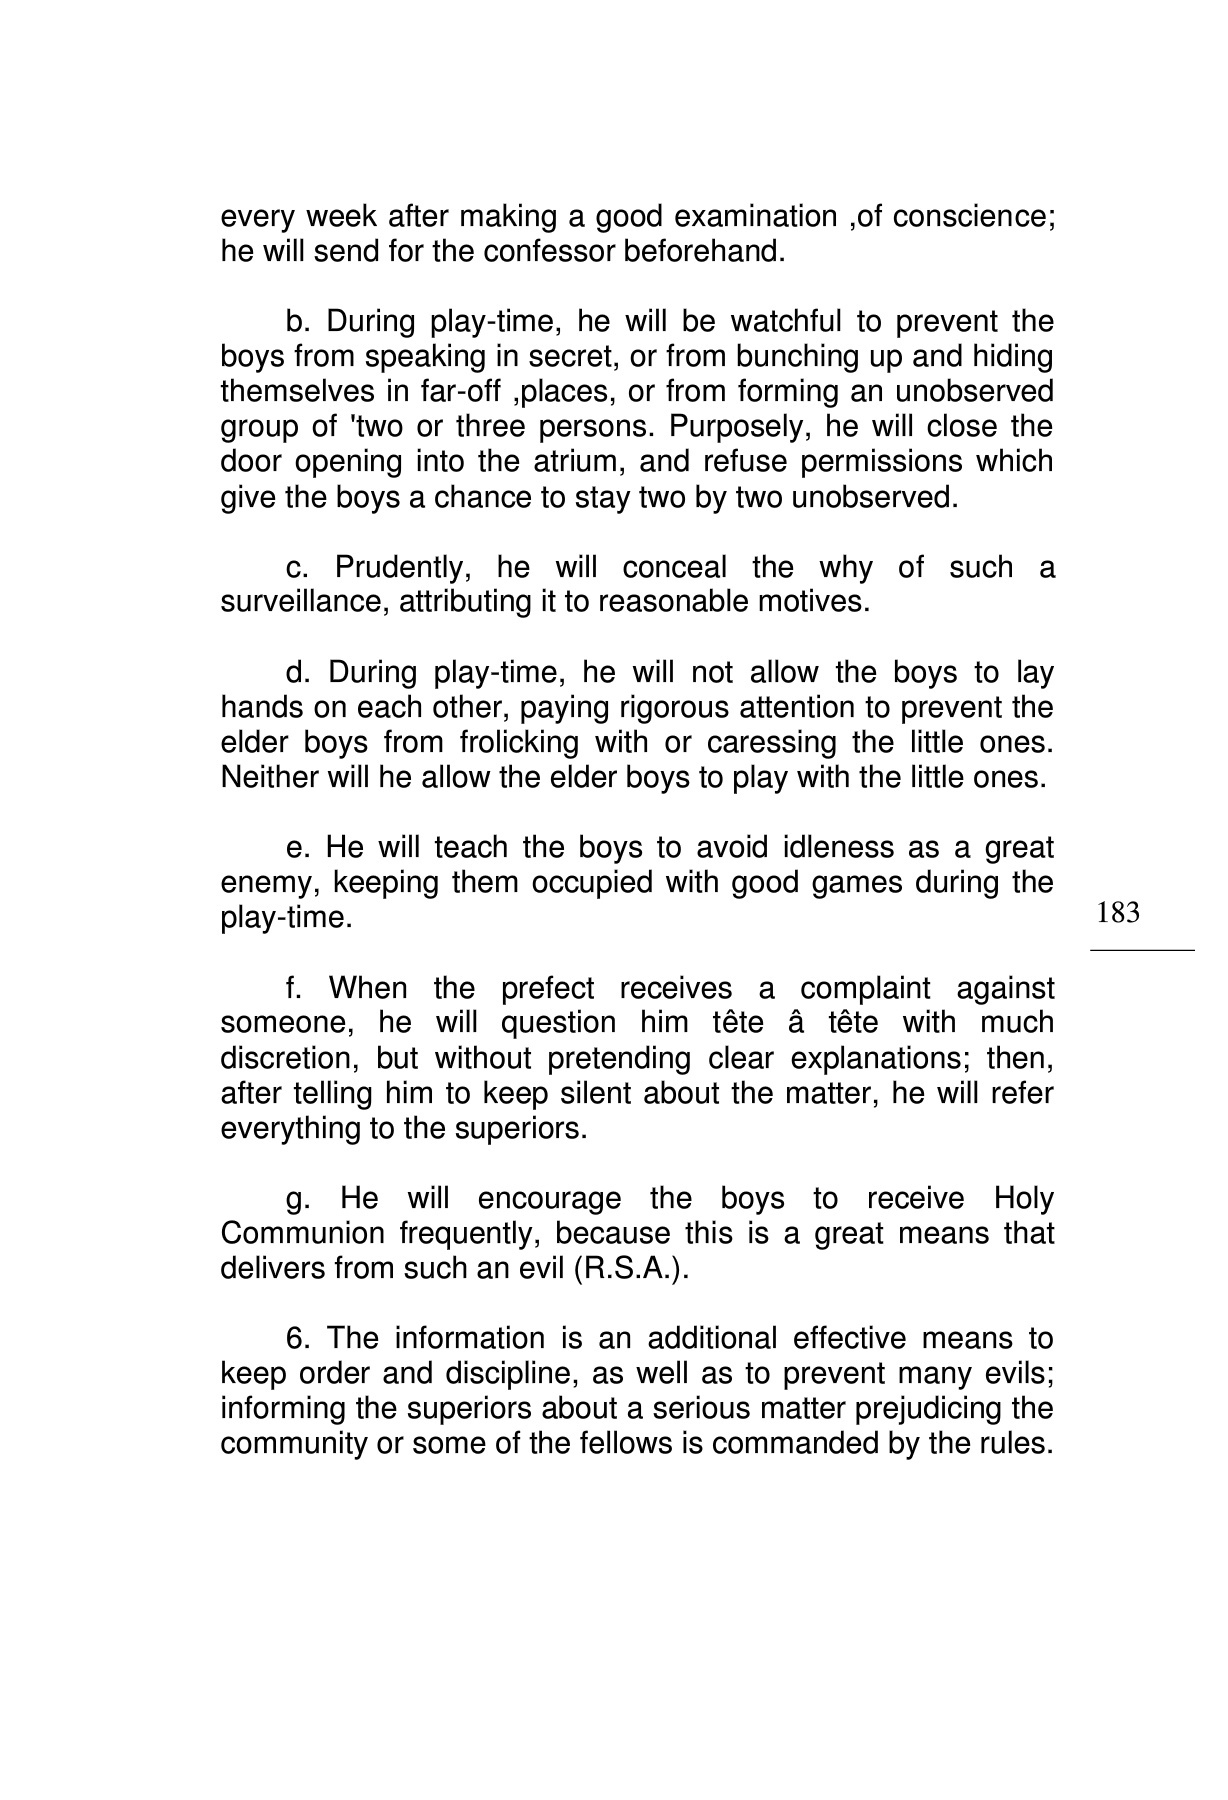 every week after making a good examination ,of conscience;
he will send for the confessor beforehand.
b. During play-time, he will be watchful to prevent the
boys from speaking in secret, or from bunching up and hiding
themselves in far-off ,places, or from forming an unobserved
group of 'two or three persons. Purposely, he will close the
door opening into the atrium, and refuse permissions which
give the boys a chance to stay two by two unobserved.
c. Prudently, he will conceal the why of such a
surveillance, attributing it to reasonable motives.
d. During play-time, he will not allow the boys to lay
hands on each other, paying rigorous attention to prevent the
elder boys from frolicking with or caressing the little ones.
Neither will he allow the elder boys to play with the little ones.
e. He will teach the boys to avoid idleness as a great
enemy, keeping them occupied with good games during the
play-time.
183
f. When the prefect receives a complaint against
someone, he will question him tête â tête with much
discretion, but without pretending clear explanations; then,
after telling him to keep silent about the matter, he will refer
everything to the superiors.
g. He will encourage the boys to receive Holy
Communion frequently, because this is a great means that
delivers from such an evil (R.S.A.).
6. The information is an additional effective means to
keep order and discipline, as well as to prevent many evils;
informing the superiors about a serious matter prejudicing the
community or some of the fellows is commanded by the rules.